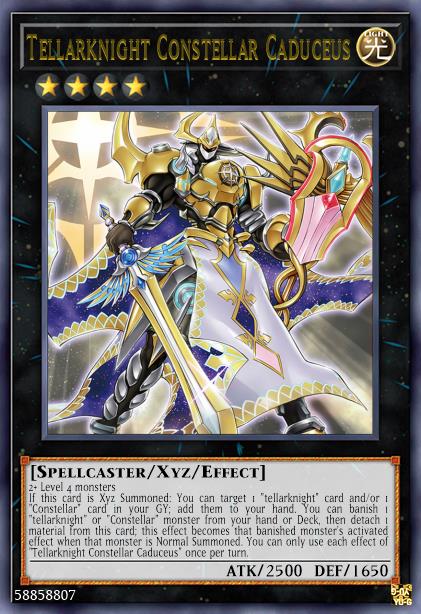 Tellarknight Constellar Caduceus
LIGHT
光
[Spellcaster/Xyz/Effect]
2+ Level 4 monsters
If this card is Xyz Summoned: You can target 1 "tellarknight" card and/or 1
"Constellar" card in your GY; add them to your hand. You can banish 1
"tellarknight" or "Constellar" monster from your hand or Deck, then detach 1
material from this card; this effect becomes that banished monster's activated
effect when that monster is Normal Summoned. You can only use each effect of
"Tellarknight Constellar Caduceus" once per turn.
ATK/2500 DEF/1650
58858807